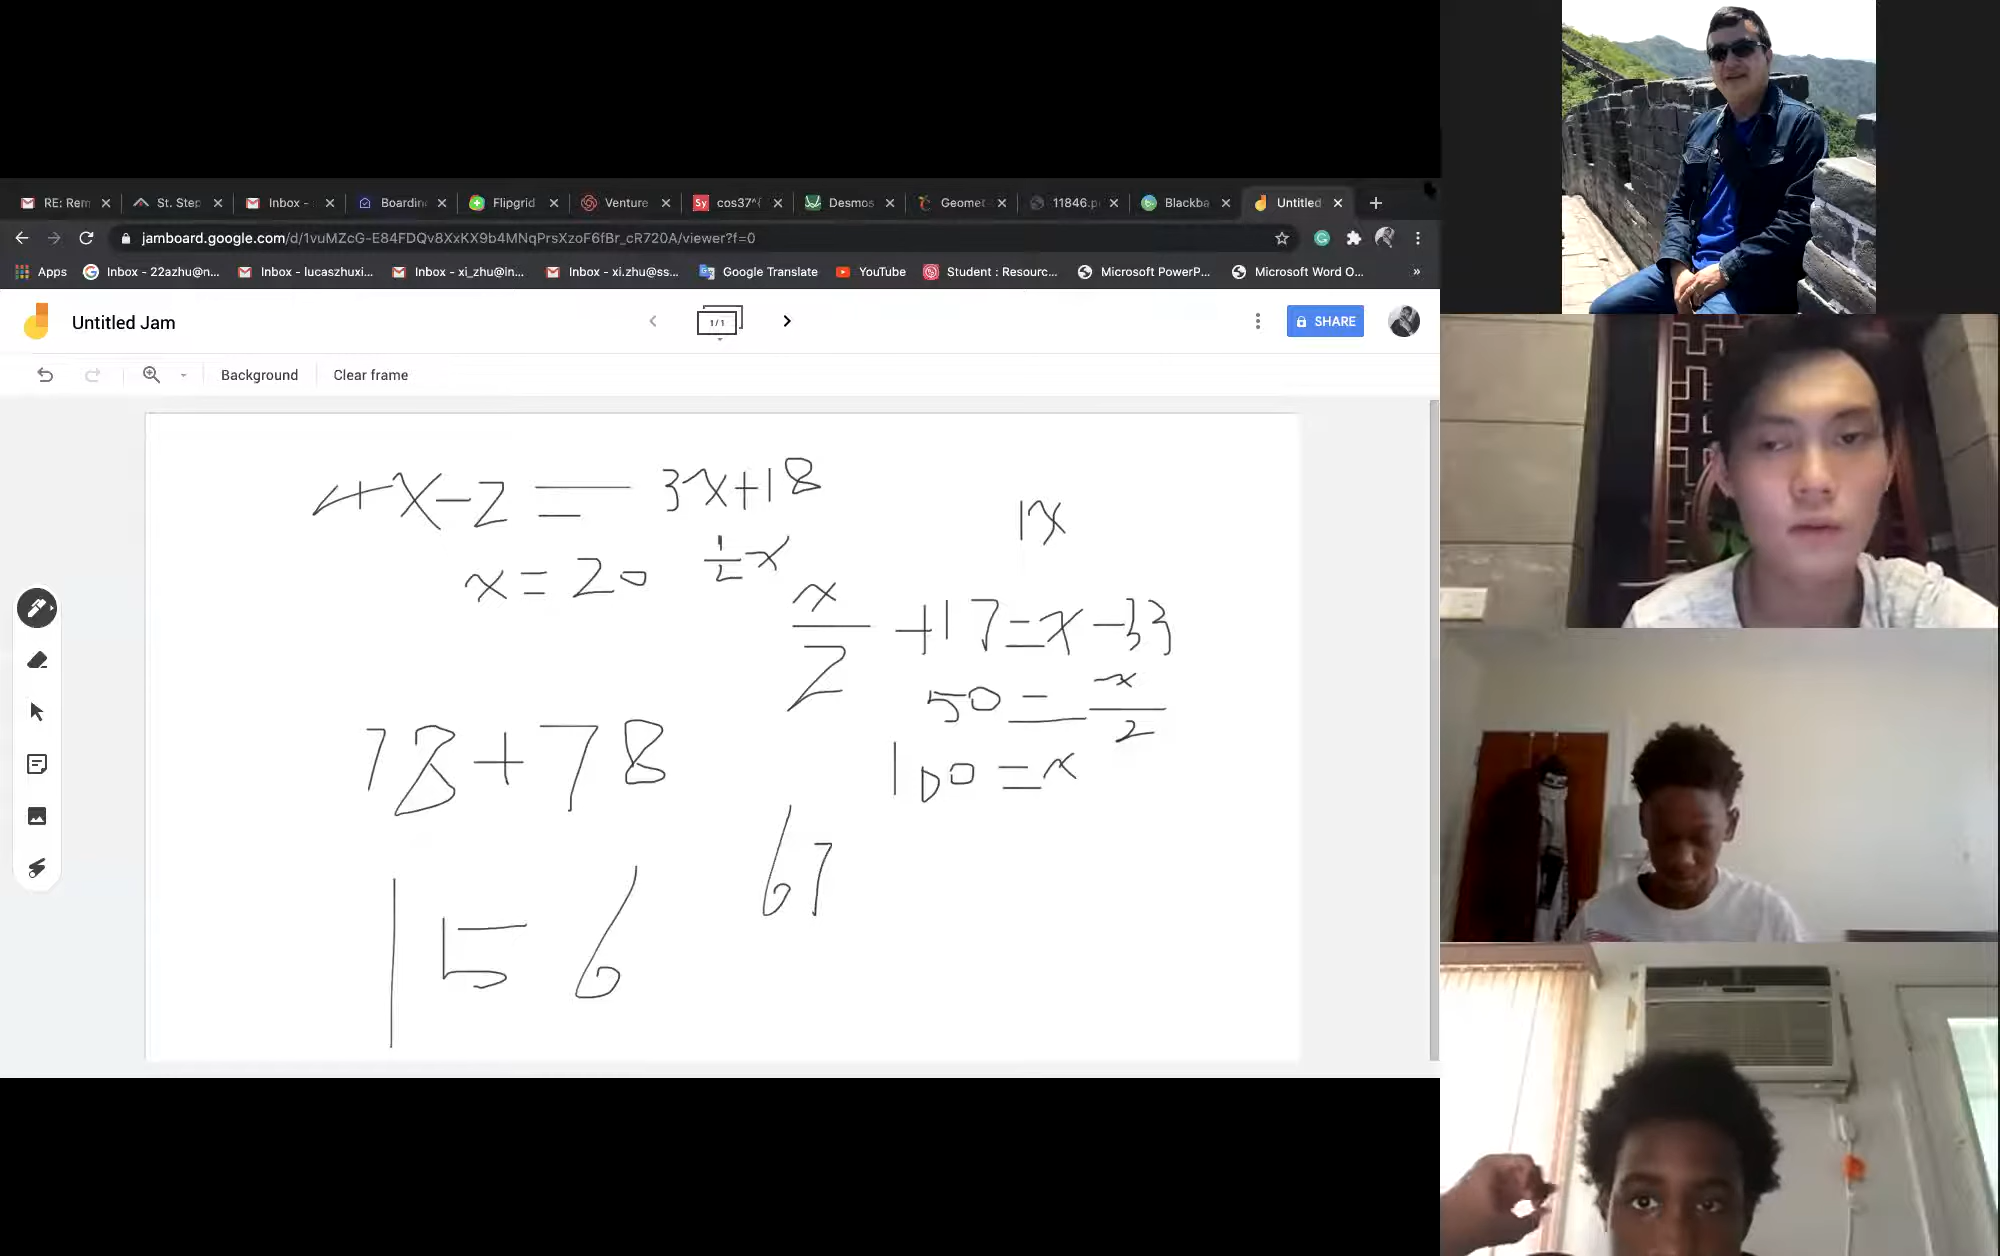 RE: Rem
St. Step
Inbox -
Boardin
Flipgrid
Venture
cos37^(
Desmos
Geomet
11846.p
Blackba
Untitled
jamboard.google.com/d/1vuMZcG-E84FDQv8XxKX9b4MNqPrsXzoF6fBr_cR720A/viewer?f=0
Apps
Inbox - 22azhu@n...
Inbox - lucaszhuxi...
Inbox - xi_zhu@in...
Inbox - xi.zhu@ss...
Google Translate
YouTube
Student : Resourc...
Microsoft PowerP...
Microsoft Word O...
»
Untitled Jam
1/1
SHARE
Background
Clear frame
4x-2 = 3x+18
1x
x = 20
1/2 x
x/2 +17=x-33
50 = x/2
78+78
100 = x
67
156